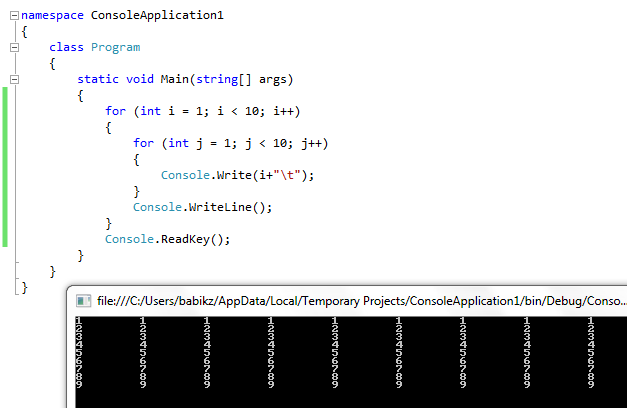 namespace ConsoleApplication1
{
class Program
{
static void Main(string[] args)
{
for (int i = 1; i < 10; i++)
{
for (int j = 1; j < 10; j++)
{
Console.Write(i+"\t");
}
Console.WriteLine();
}
Console.ReadKey();
}
}
}
file:///C:/Users/babikz/AppData/Local/Temporary Projects/ConsoleApplication1/bin/Debug/Conso...
1 1 1 1 1 1 1 1 1
2 2 2 2 2 2 2 2 2
3 3 3 3 3 3 3 3 3
4 4 4 4 4 4 4 4 4
5 5 5 5 5 5 5 5 5
6 6 6 6 6 6 6 6 6
7 7 7 7 7 7 7 7 7
8 8 8 8 8 8 8 8 8
9 9 9 9 9 9 9 9 9